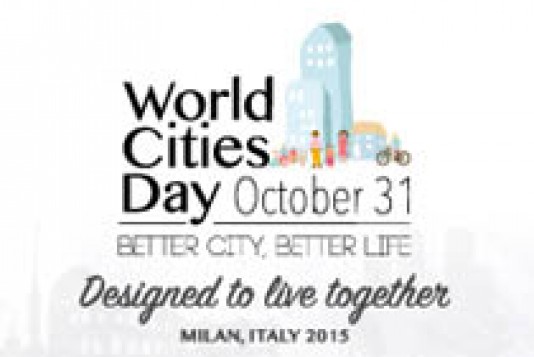 World
Cities
Day October 31
BETTER CITY, BETTER LIFE
Designed to live together
MILAN, ITALY 2015